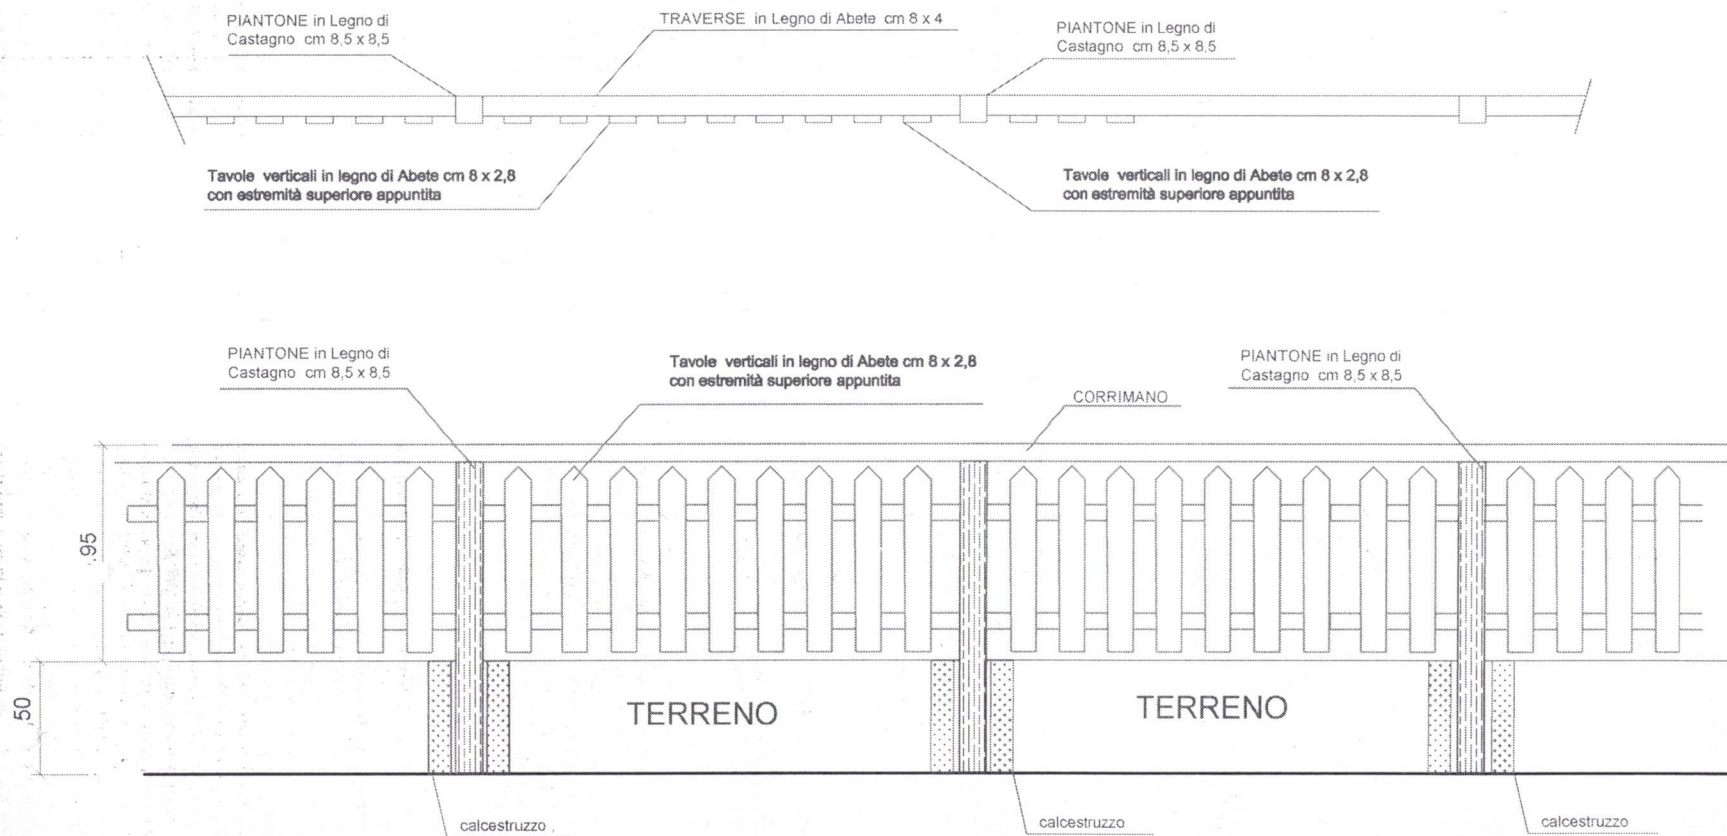 PIANTONE in Legno di
Castagno cm 8,5 x 8,5
TRAVERSE in Legno di Abete cm 8 x 4
PIANTONE in Legno di
Castagno cm 8,5 x 8,5
Tavole verticali in legno di Abete cm 8 x 2,8
con estremità superiore appuntita
Tavole verticali in legno di Abete cm 8 x 2,8
con estremità superiore appuntita
PIANTONE in Legno di
Castagno cm 8,5 x 8,5
Tavole verticali in legno di Abete cm 8 x 2,8
con estremità superiore appuntita
CORRIMANO
PIANTONE in Legno di
Castagno cm 8,5 x 8,5
.95
.50
TERRENO
TERRENO
calcestruzzo
calcestruzzo
calcestruzzo